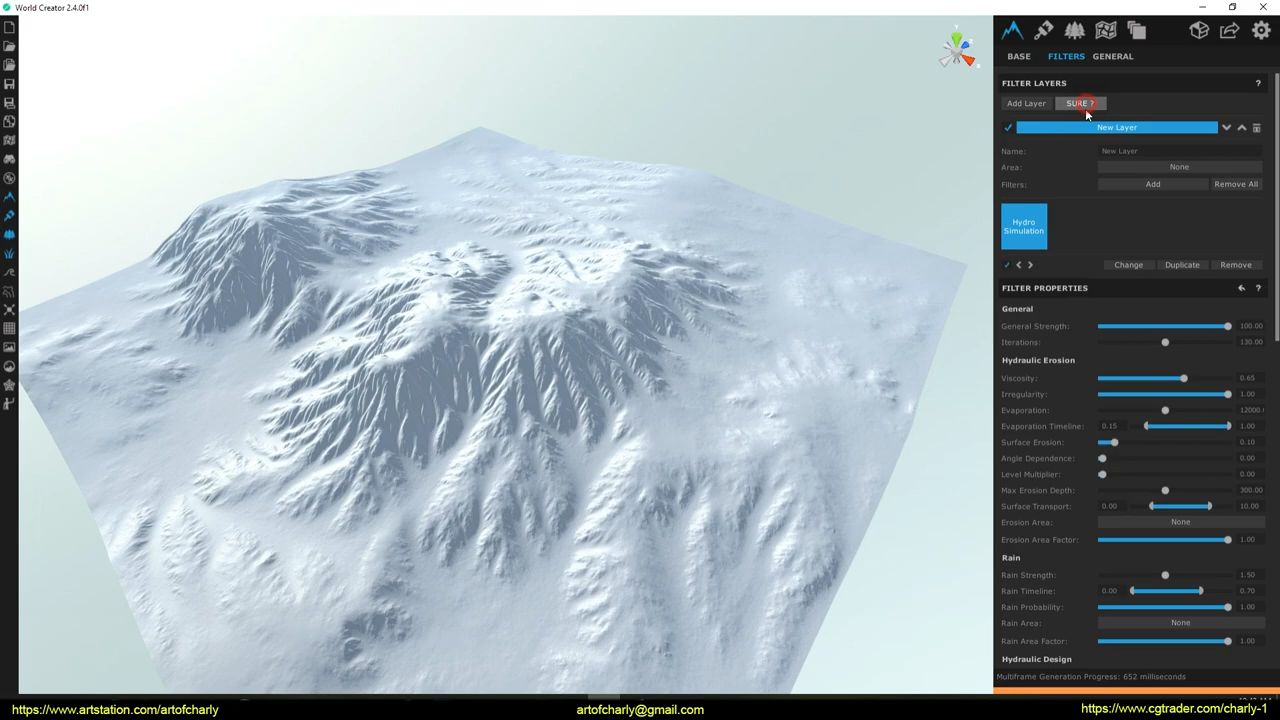 World Creator 2.4.0f1
BASE FILTERS GENERAL
FILTER LAYERS ?
Add Layer SURE ?
New Layer
Name: New Layer
Area: None
Filters: Add Remove All
Hydro
Simulation
Change Duplicate Remove
FILTER PROPERTIES ?
General
General Strength: 100.00
Iterations: 130.00
Hydraulic Erosion
Viscosity: 0.65
Irregularity: 1.00
Evaporation: 12000.
Evaporation Timeline: 0.15 1.00
Surface Erosion: 0.10
Angle Dependence: 0.00
Level Multiplier: 0.00
Max Erosion Depth: 300.00
Surface Transport: 0.00 10.00
Erosion Area: None
Erosion Area Factor: 1.00
Rain
Rain Strength: 1.50
Rain Timeline: 0.00 0.70
Rain Probability: 1.00
Rain Area: None
Rain Area Factor: 1.00
Hydraulic Design
Multiframe Generation Progress: 652 milliseconds
https://www.artstation.com/artofcharly artofcharly@gmail.com https://www.cgtrader.com/charly-1